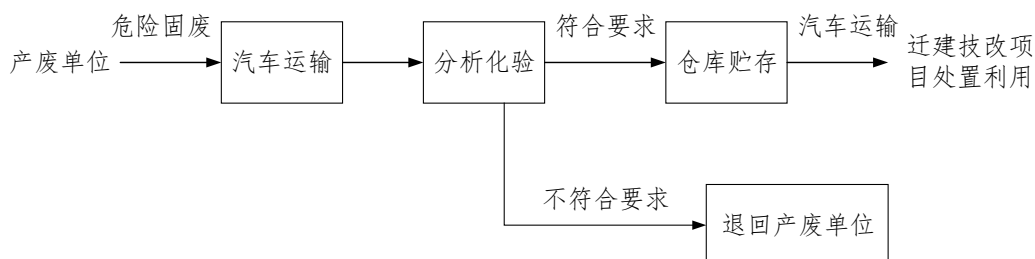 危险固废
符合要求
汽车运输
产废单位
汽车运输
分析化验
仓库贮存
迁建技改项
目处置利用
不符合要求
退回产废单位